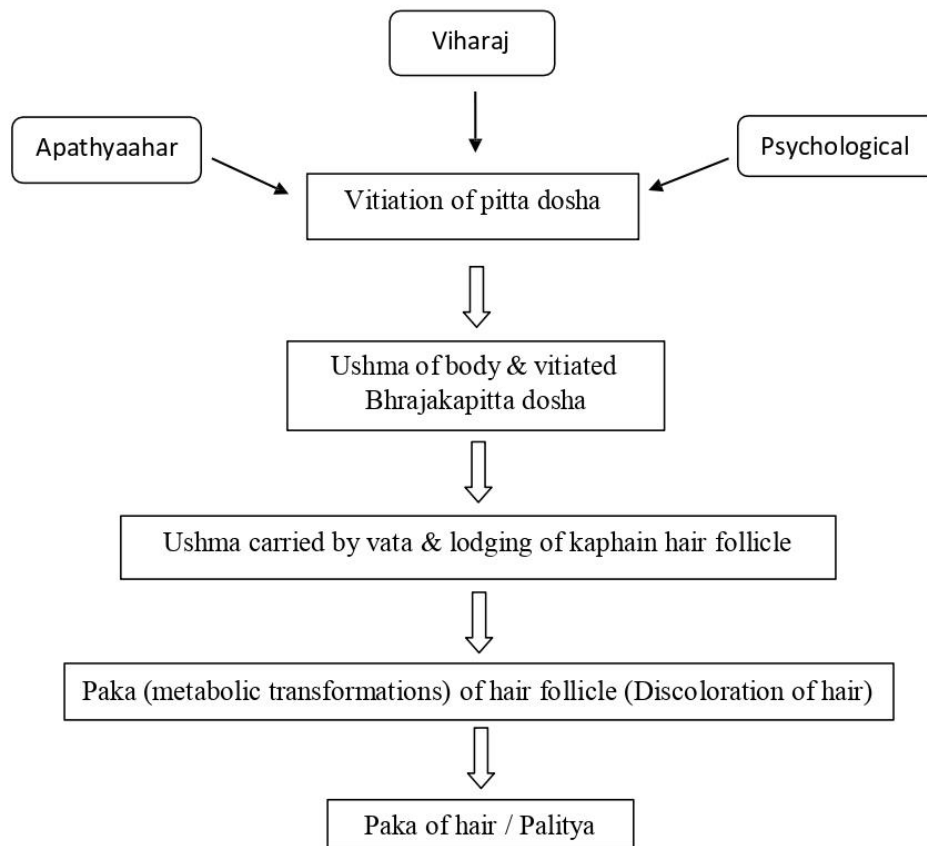 Viharaj
Apathyaahar
Psychological
Vitiation of pitta dosha
Ushma of body & vitiated
Bhrajakapitta dosha
Ushma carried by vata & lodging of kaphain hair follicle
Paka (metabolic transformations) of hair follicle (Discoloration of hair)
Paka of hair / Palitya